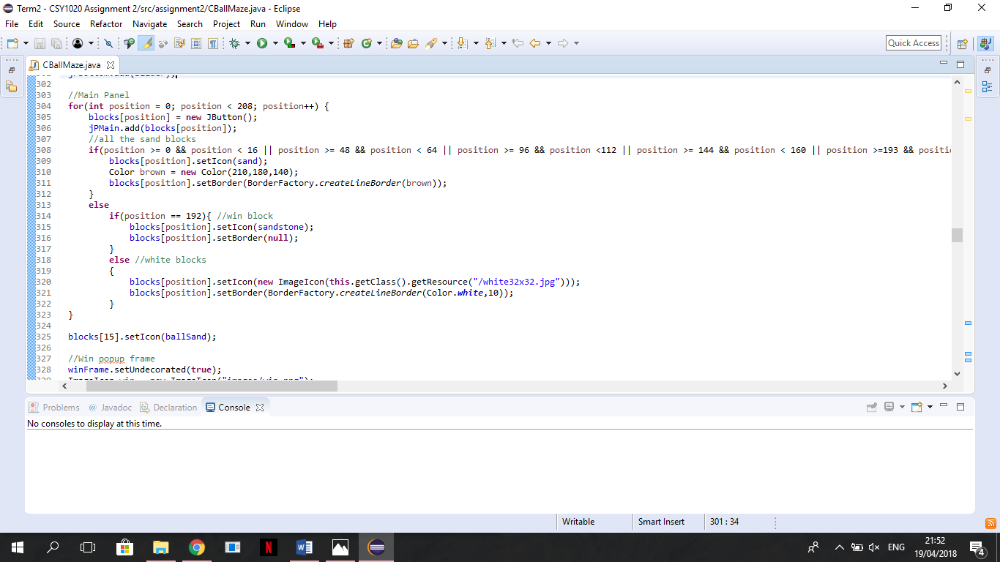 Term2 - CSY1020 Assignment 2/src/assignment2/CBallMaze.java - Eclipse
File Edit Source Refactor Navigate Search Project Run Window Help
Quick Access
CBallMaze.java
302
303 //Main Panel
304 for(int position = 0; position < 208; position++) {
305 blocks[position] = new JButton();
306 jPMain.add(blocks[position]);
307 //all the sand blocks
308 if(position >= 0 && position < 16 || position >= 48 && position < 64 || position >= 96 && position <112 || position >= 144 && position < 160 || position >=193 && positi
309 blocks[position].setIcon(sand);
310 Color brown = new Color(210,180,140);
311 blocks[position].setBorder(BorderFactory.createLineBorder(brown));
312 }
313 else
314 if(position == 192){ //win block
315 blocks[position].setIcon(sandstone);
316 blocks[position].setBorder(null);
317 }
318 else //white blocks
319 {
320 blocks[position].setIcon(new ImageIcon(this.getClass().getResource("/white32x32.jpg")));
321 blocks[position].setBorder(BorderFactory.createLineBorder(Color.white,10));
322 }
323 }
324
325 blocks[15].setIcon(ballSand);
326
327 //Win popup frame
328 winFrame.setUndecorated(true);
Problems @ Javadoc Declaration Console
No consoles to display at this time.
Writable Smart Insert 301 : 34
ENG
21:52
19/04/2018
4